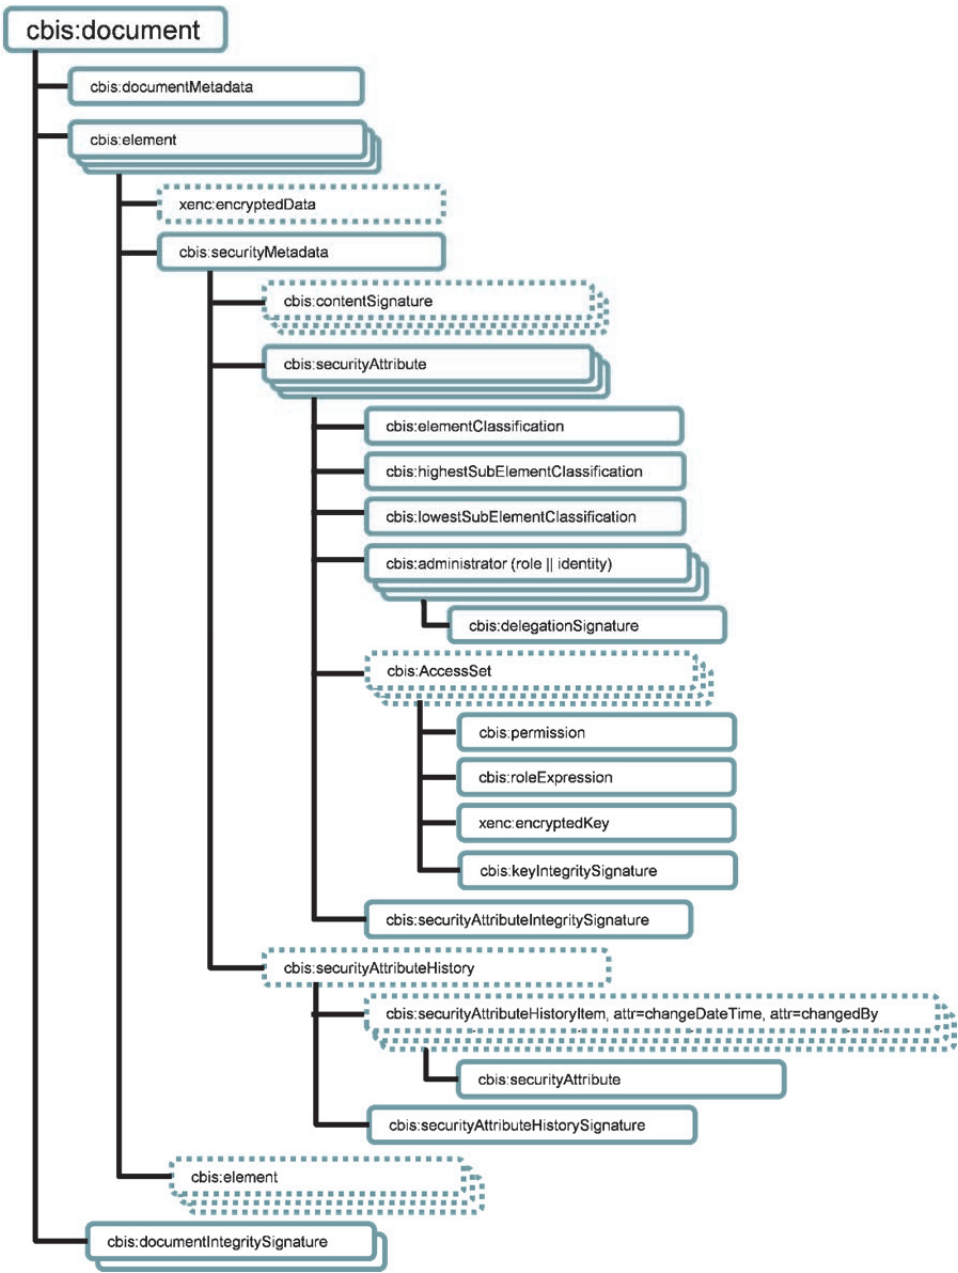 cbis:document
cbis:documentMetadata
cbis:element
xenc:encryptedData
cbis:securityMetadata
cbis:contentSignature
cbis:securityAttribute
cbis:elementClassification
cbis:highestSubElementClassification
cbis:lowestSubElementClassification
cbis:administrator (role || identity)
cbis:delegationSignature
cbis:AccessSet
cbis:permission
cbis:roleExpression
xenc:encryptedKey
cbis:keyIntegritySignature
cbis:securityAttributeIntegritySignature
cbis:securityAttributeHistory
cbis:securityAttributeHistoryItem, attr=changeDateTime, attr=changedBy
cbis:securityAttribute
cbis:securityAttributeHistorySignature
cbis:element
cbis:documentIntegritySignature